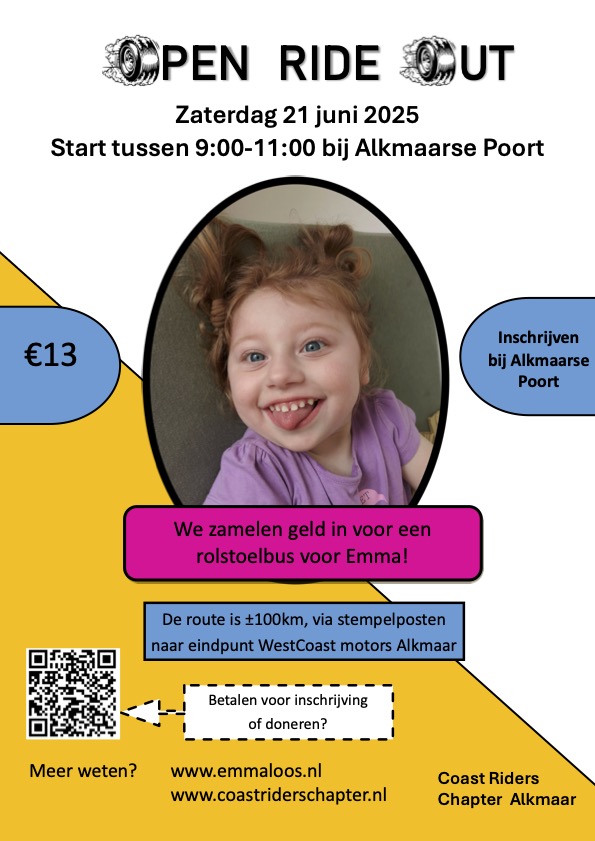 OPEN RIDE OUT
Zaterdag 21 juni 2025
Start tussen 9:00-11:00 bij Alkmaarse Poort
€13
Inschrijven
bij Alkmaarse
Poort
We zamelen geld in voor een
rolstoelbus voor Emma!
De route is ±100km, via stempelposten
naar eindpunt WestCoast motors Alkmaar
Betalen voor inschrijving
of doneren?
Meer weten?
www.emmaloos.nl
www.coastriderschapter.nl
Coast Riders
Chapter Alkmaar